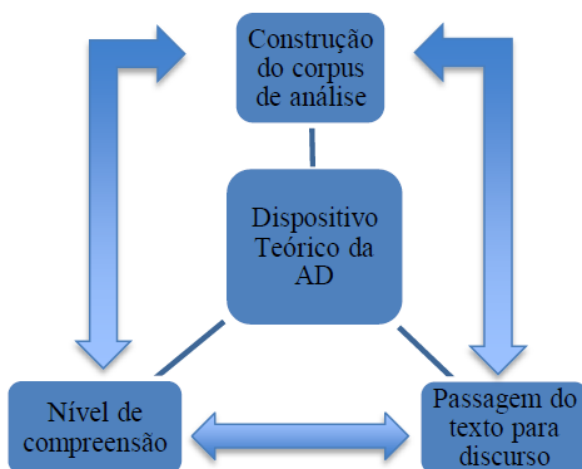 Construção
do corpus
de análise
Dispositivo
Teórico da
AD
Nível de
compreensão
Passagem do
texto para
discurso